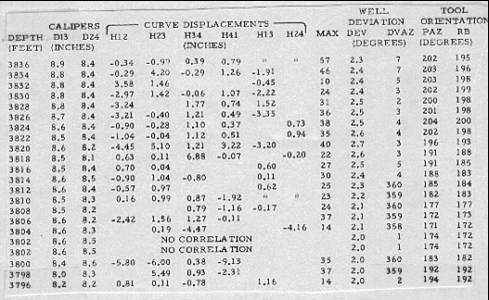 WELL TOOL
CALIPERS CURVE DISPLACEMENTS DEVIATION ORIENTATION
DEPTH D13 D24 H12 H23 H34 H41 H13 H24 MAX DEV DVAZ PAZ RB
(FEET) (INCHES) (INCHES) (DEGREES) (DEGREES)
3836 8.9 8.4 -0.34 -0.99 0.39 0.79 " " 57 2.3 7 202 195
3834 8.8 8.4 -0.29 4.20 -0.29 1.26 -1.91 46 2.4 7 203 196
3832 8.8 8.4 3.58 1.46 -0.45 10 2.4 5 203 198
3830 8.8 8.4 -2.97 1.42 -0.06 1.07 -2.22 24 2.4 3 202 199
3828 8.8 8.4 -3.24 1.77 0.74 1.52 31 2.5 2 200 198
3826 8.7 8.4 -3.21 -0.40 1.21 0.49 -3.35 36 2.5 3 201 198
3824 8.6 8.4 -0.90 -0.28 1.10 0.37 0.73 38 2.5 4 204 200
3822 8.5 8.4 -1.04 -0.04 1.12 0.51 0.94 35 2.6 4 202 198
3820 8.6 8.2 -4.45 5.10 1.21 3.22 -3.20 40 2.7 3 196 193
3818 8.5 8.1 0.63 0.11 6.88 -0.07 -0.20 22 2.6 3 191 188
3816 8.5 8.4 0.70 0.04 0.60 27 2.5 5 191 185
3814 8.6 8.5 -0.90 1.04 -0.80 0.11 30 2.4 4 188 183
3812 8.6 8.4 -0.57 0.97 0.62 25 2.3 360 185 184
3810 8.5 8.3 0.16 0.99 0.87 -1.92 " " 23 2.2 359 182 183
3808 8.5 8.2 0.79 -1.16 -0.17 24 2.1 360 177 177
3806 8.6 8.2 -2.42 1.56 1.27 -0.11 37 2.1 359 172 173
3804 8.6 8.3 0.19 -4.47 -4.16 14 2.1 358 171 172
3802 8.6 8.5 NO CORRELATION 2.0 1 174 172
3802 8.6 8.5 NO CORRELATION 2.0 1 174 172
3800 8.4 8.6 -5.80 -6.00 0.38 -9.13 35 2.0 360 183 182
3798 8.0 8.3 5.49 0.93 -2.31 37 2.0 359 192 192
3796 8.2 8.2 0.81 0.11 -0.78 1.16 14 2.0 2 194 192